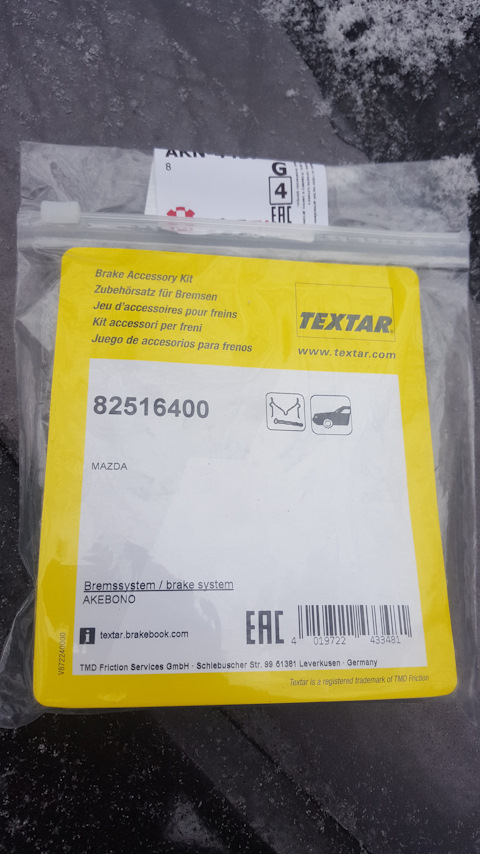 8
G
4
EAC
Brake Accessory Kit
Zubehörsatz für Bremsen
Jeu d'accessoires pour freins
Kit accessori per freni
Juego de accesorios para frenos
TEXTAR®
www.textar.com
82516400
MAZDA
Bremssystem / brake system
AKEBONO
i textar.brakebook.com
EAC
4 019722 433481
TMD Friction Services GmbH · Schlebuscher Str. 99 51381 Leverkusen · Germany
Textar is a registered trademark of TMD Friction
V872240000